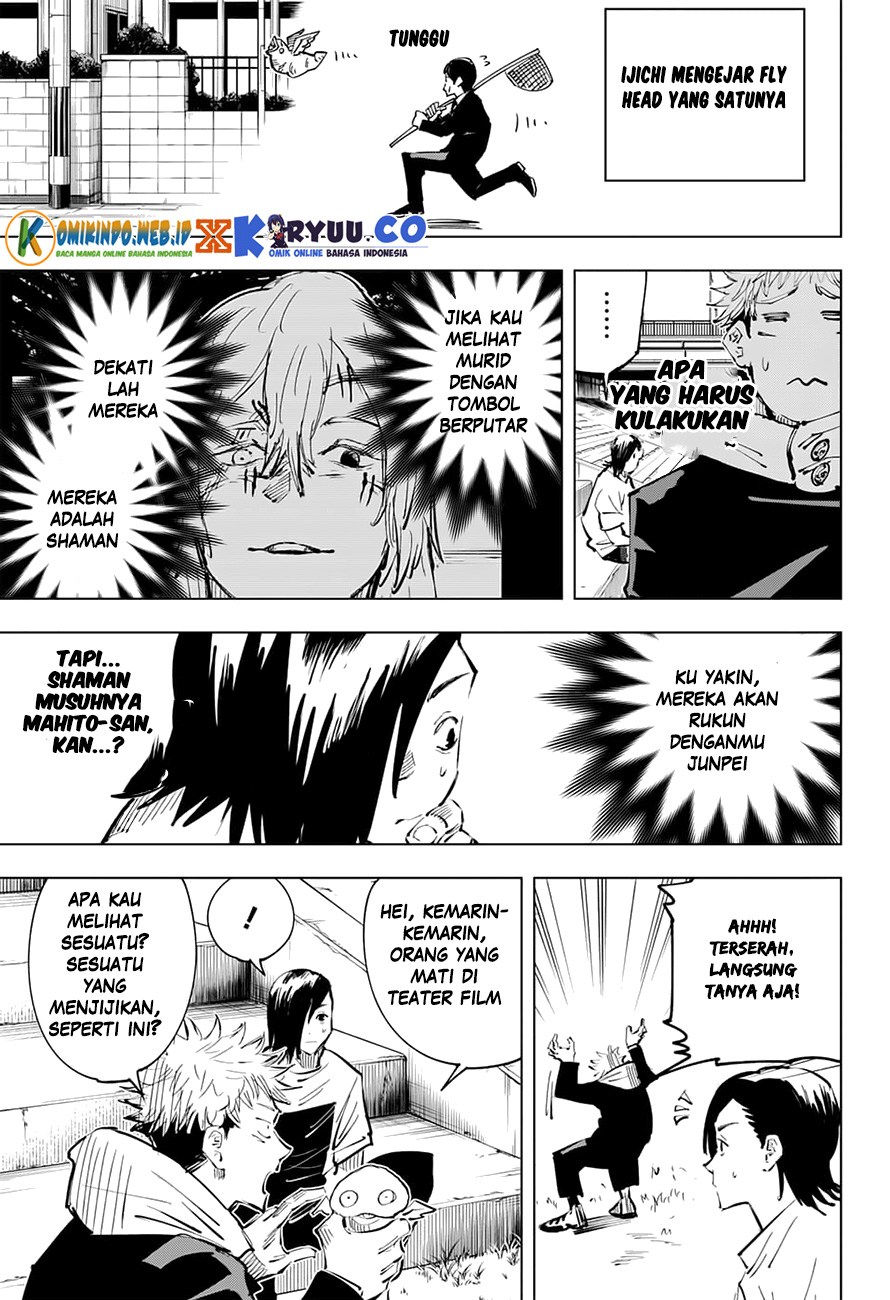 IJICHI MENGEJAR FLY
HEAD YANG SATUNYA
TUNGGU
KOMIKINDO.WEB.ID X KIRYUU.CO
BACA MANGA ONLINE BAHASA INDONESIA
KOMIK ONLINE BAHASA INDONESIA
APA
YANG HARUS
KULAKUKAN
JIKA KAU
MELIHAT
MURID
DENGAN
TOMBOL
BERPUTAR
DEKATI
LAH
MEREKA
MEREKA
ADALAH
SHAMAN
KU YAKIN,
MEREKA AKAN
RUKUN
DENGANMU
JUNPEI
TAPI...
SHAMAN
MUSUHNYA
MAHITO-SAN,
KAN...?
AHHH!
TERSERAH,
LANGSUNG
TANYA AJA!
HEI, KEMARIN-
KEMARIN,
ORANG YANG
MATI DI
TEATER FILM
!
APA KAU
MELIHAT
SESUATU?
SESUATU
YANG
MENJIJIKAN,
SEPERTI INI?